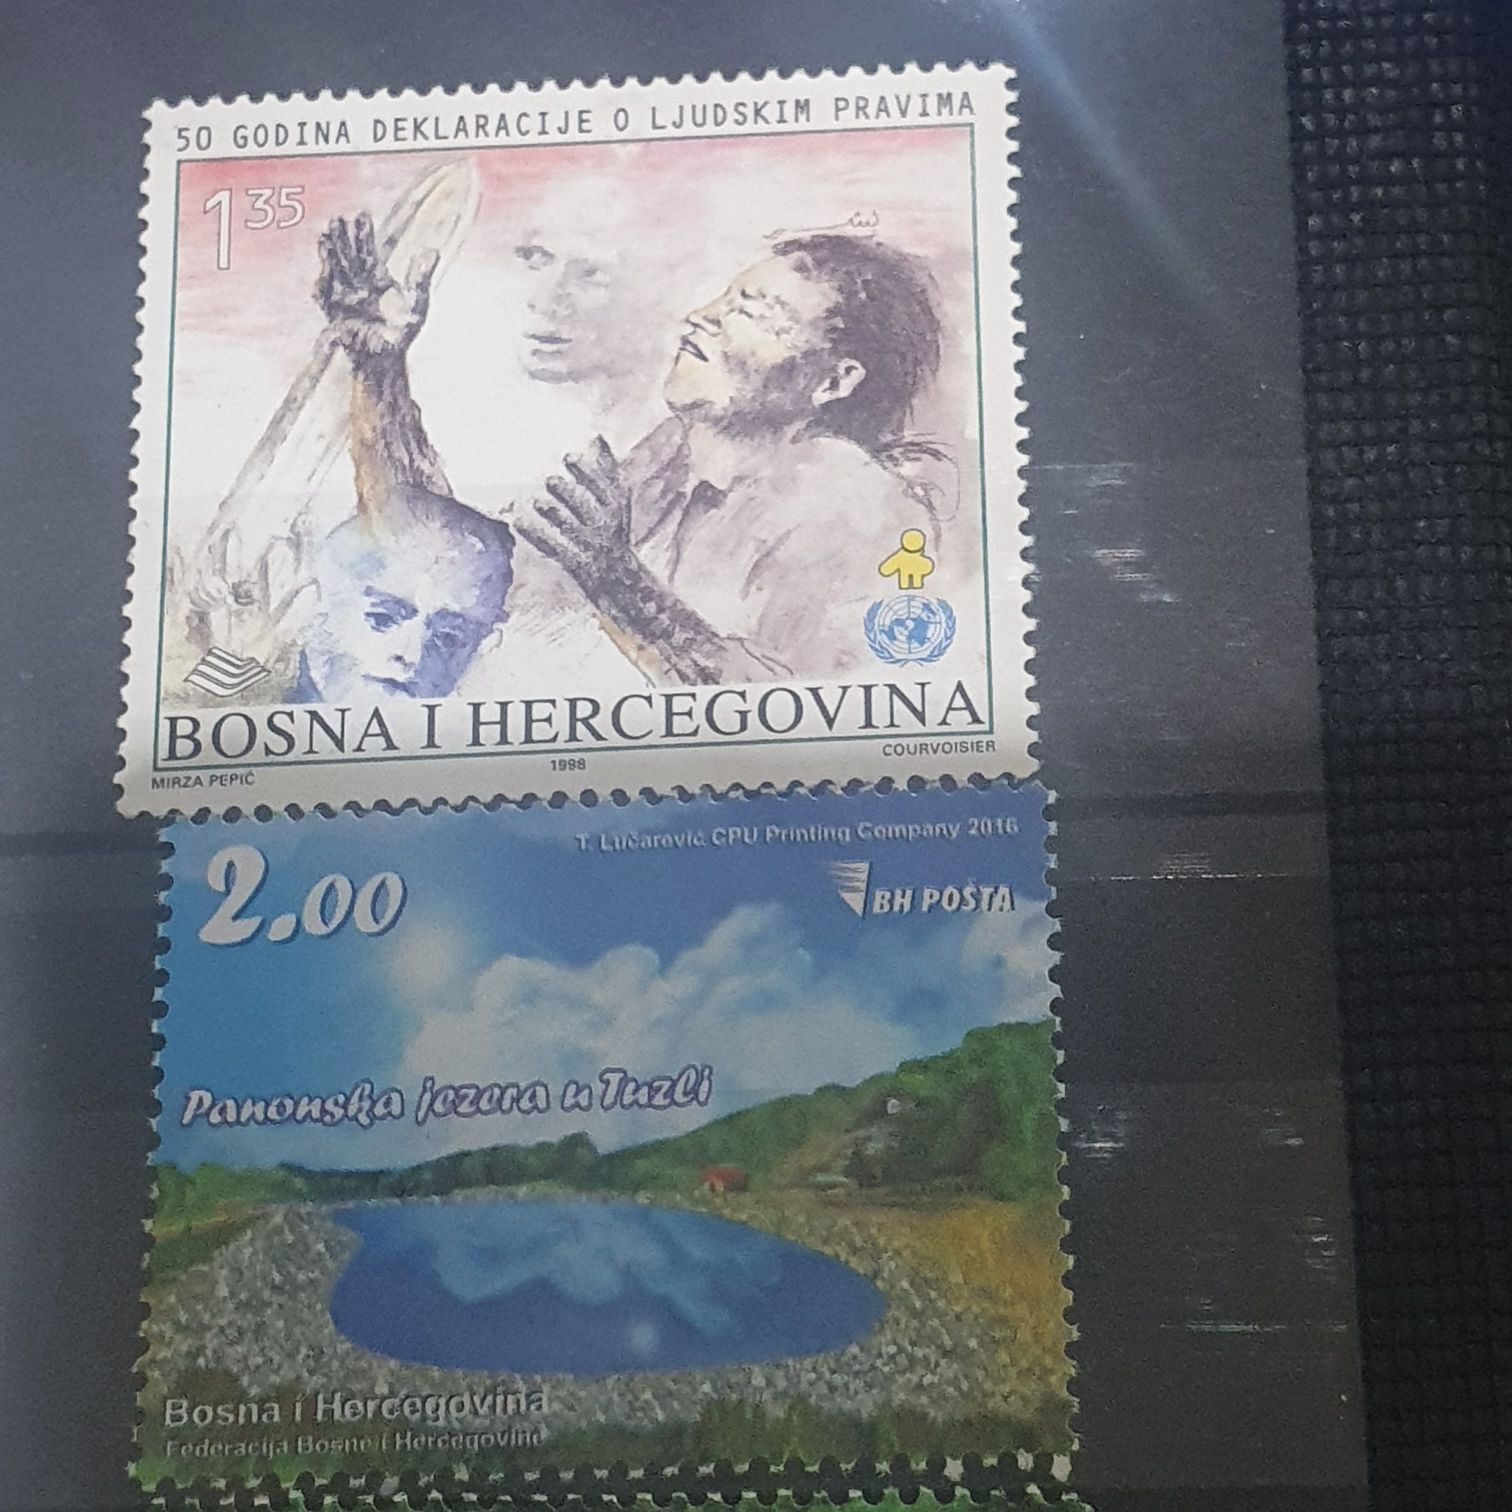 50 GODINA DEKLARACIJE O LJUDSKIM PRAVIMA
1 35
BOSNA I HERCEGOVINA
MIRZA PEPIĆ 1998 COURVOISIER
T. Lučarević CPU Printing Company 2016
2.00
BH POŠTA
Panonska jezera u Tuzli
Bosna i Hercegovina
Federacija Bosne i Hercegovine